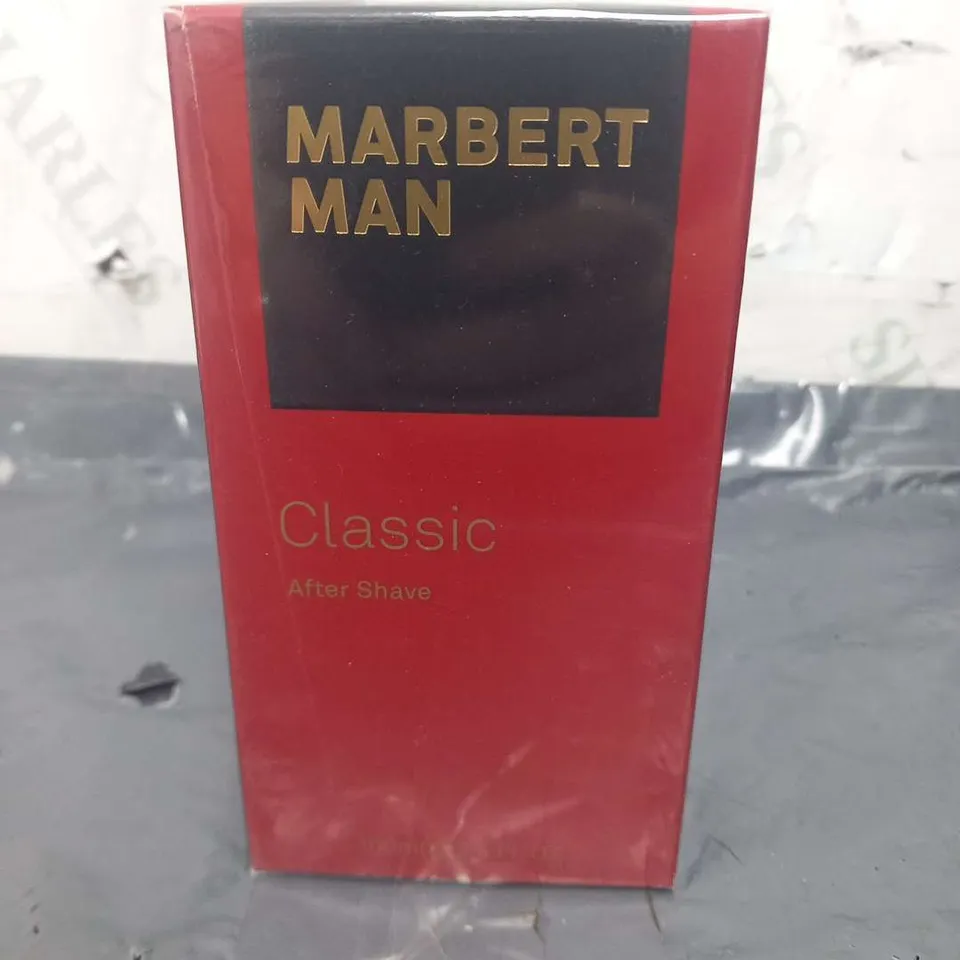 MARBERT
MAN
Classic
After Shave